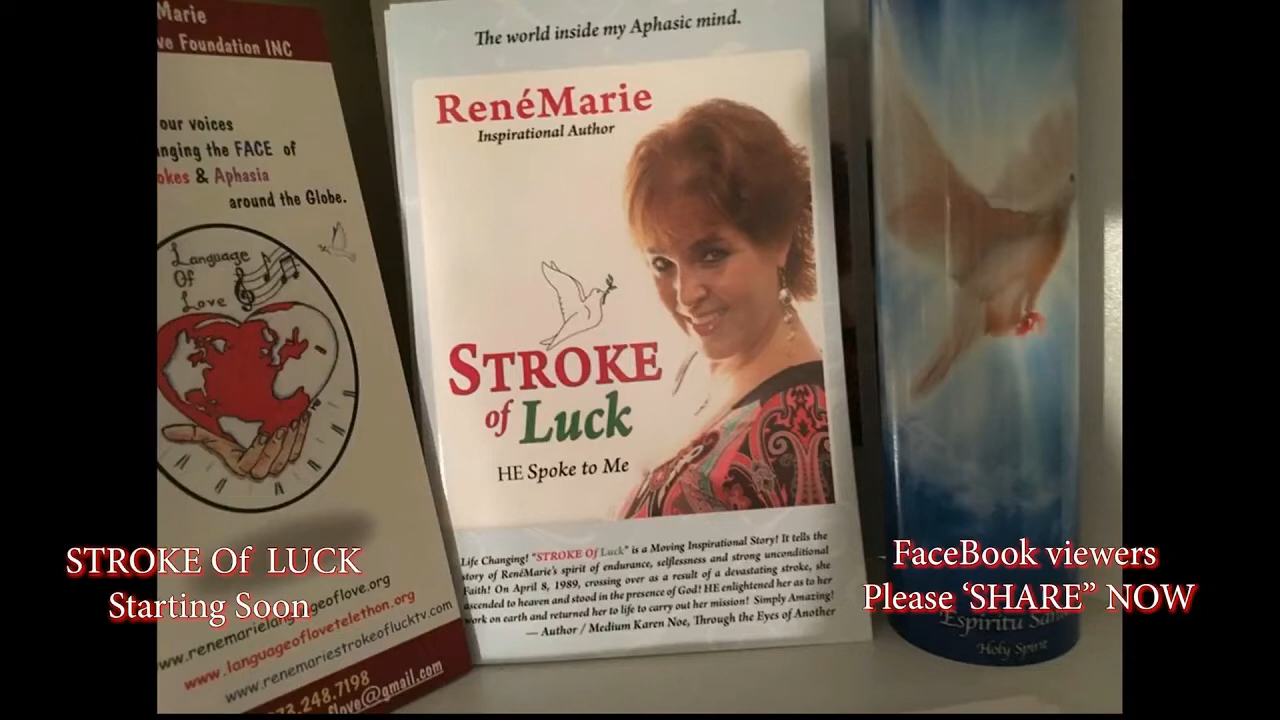 Marie
ve Foundation INC
our voices
nging the FACE of
okes & Aphasia
around the Globe.
Language
Of
Love
www.renemarielangageoflove.org
www.languageoflovetelethon.org
www.renemariestrokeoflucktv.com
73.248.7198
flove@gmail.com
The world inside my Aphasic mind.
RenéMarie
Inspirational Author
STROKE
of Luck
HE Spoke to Me
Life Changing! "STROKE Of Luck" is a Moving Inspirational Story! It tells the
story of RenéMarie's spirit of endurance, selflessness and strong unconditional
Faith! On April 8, 1989, crossing over as a result of a devastating stroke, she
ascended to heaven and stood in the presence of God! HE enlightened her as to her
work on earth and returned her to life to carry out her mission! Simply Amazing!
— Author / Medium Karen Noe, Through the Eyes of Another
Espiritu
Holy Spirit
STROKE Of LUCK
Starting Soon
FaceBook viewers
Please ‘SHARE” NOW